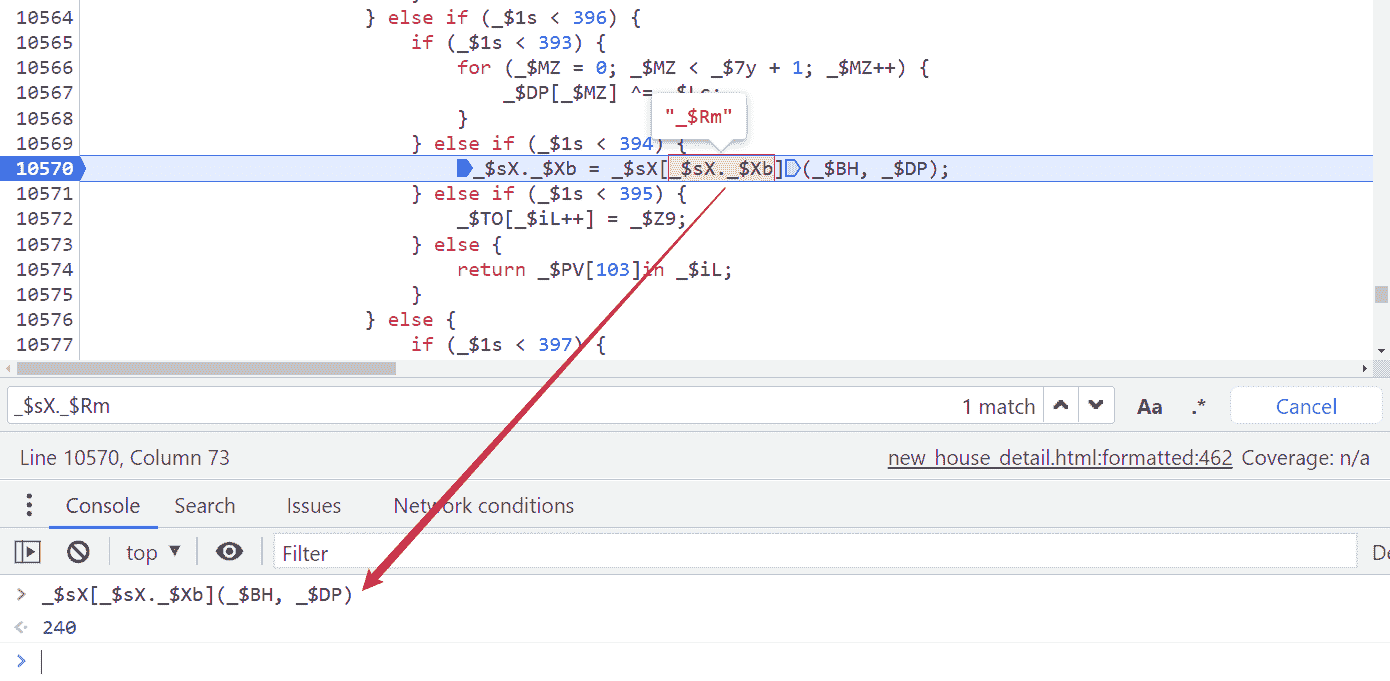 10564 } else if (_$1s < 396) {
10565 if (_$1s < 393) {
10566 for (_$MZ = 0; _$MZ < _$7y + 1; _$MZ++) {
10567 _$DP[_$MZ] ^=
10568 }
"_$Rm"
10569 } else if (_$1s < 394) {
10570 _$sX._$Xb = _$sX[_$sX._$Xb](_$BH, _$DP);
10571 } else if (_$1s < 395) {
10572 _$TO[_$iL++] = _$Z9;
10573 } else {
10574 return _$PV[103]in _$iL;
10575 }
10576 } else {
10577 if (_$1s < 397) {
_$sX._$Rm 1 match Aa .* Cancel
Line 10570, Column 73 new_house_detail.html:formatted:462 Coverage: n/a
Console Search Issues Network conditions
top ▼ Filter De
> _$sX[_$sX._$Xb](_$BH, _$DP)
240
>